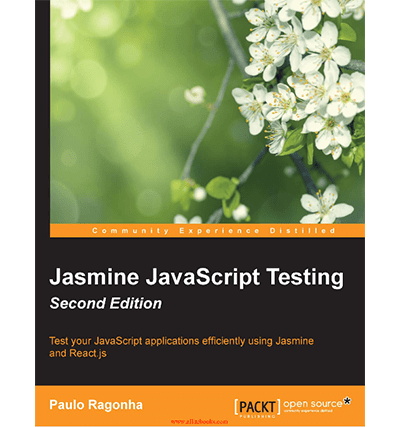 Community Experience Distilled
Jasmine JavaScript Testing
Second Edition
Test your JavaScript applications efficiently using Jasmine
and React.js
Paulo Ragonha
[PACKT]
PUBLISHING
open source*
community experience distilled
www.allitebooks.com